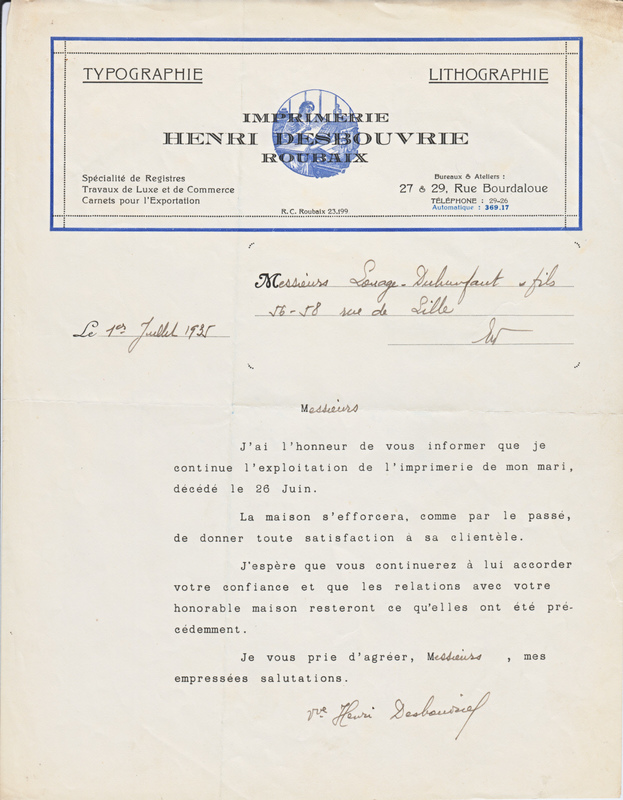 TYPOGRAPHIE
LITHOGRAPHIE
IMPRIMERIE
HENRI DESBOUVRIE
ROUBAIX
Spécialité de Registres
Travaux de Luxe et de Commerce
Carnets pour l'Exportation
Bureaux & Ateliers :
27 & 29, Rue Bourdaloue
TÉLÉPHONE : 29-26
Automatique : 369.17
R.C. Roubaix 23.199
Messieurs Louage-Duhurfaut & fils
56-58 rue de Lille
Le 1er Juillet 1935
Messieurs
J'ai l'honneur de vous informer que je
continue l'exploitation de l'imprimerie de mon mari,
décédé le 26 Juin.
La maison s'efforcera, comme par le passé,
de donner toute satisfaction à sa clientèle.
J'espère que vous continuerez à lui accorder
votre confiance et que les relations avec votre
honorable maison resteront ce qu'elles ont été pré-
cédemment.
Je vous prie d'agréer, Messieurs , mes
empressées salutations.
Vve Henri Desbouvrie